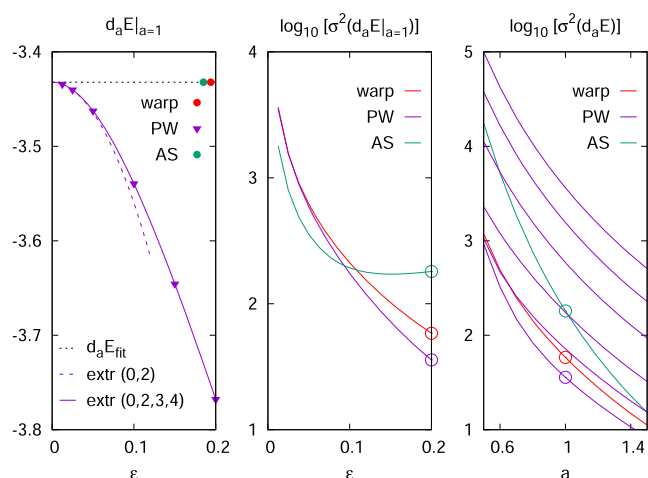 d_aE|_{a=1}
-3.4
-3.5
-3.6
-3.7
-3.8
0
0.1
0.2
ε
warp
PW
AS
d_aE_fit
extr (0,2)
extr (0,2,3,4)
log₁₀ [σ²(d_aE|_{a=1})]
4
3
2
1
0
0.1
0.2
ε
warp
PW
AS
log₁₀ [σ²(d_aE)]
5
4
3
2
1
0.6
1
1.4
a
warp
PW
AS